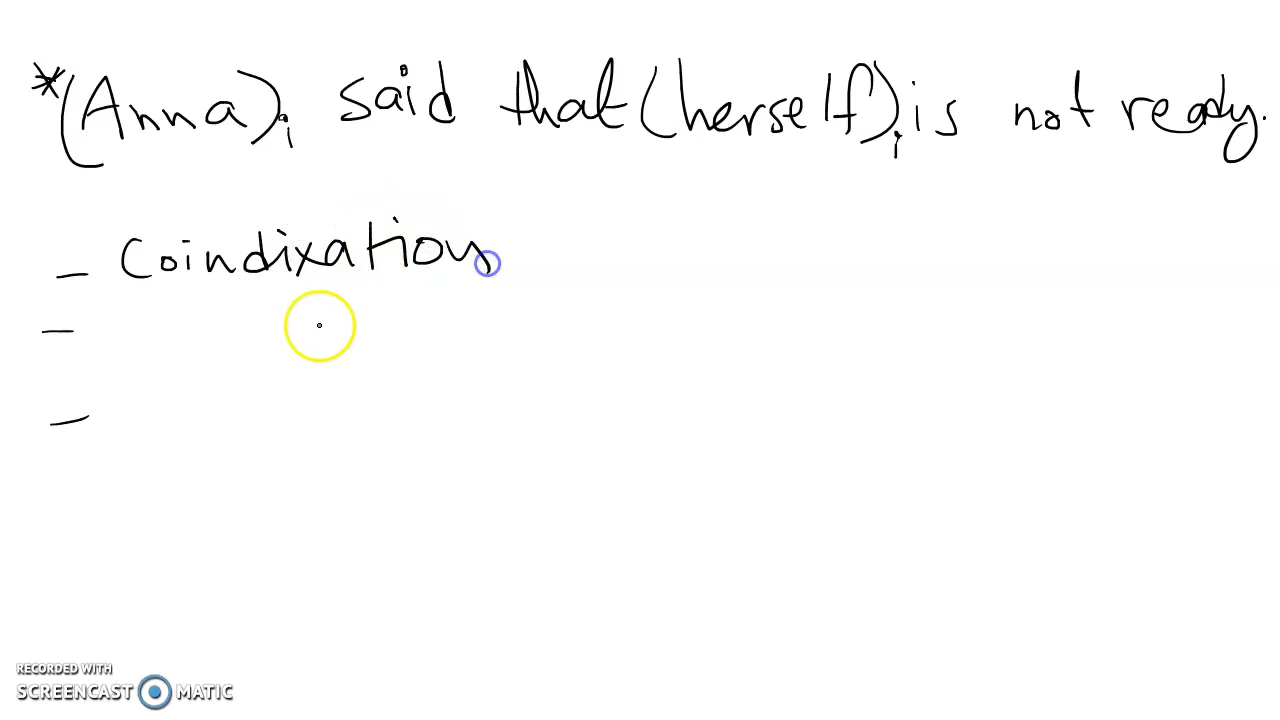 *(Anna)i said that (herself)i is not ready.
– Coindixation
–
–
RECORDED WITH
SCREENCAST MATIC